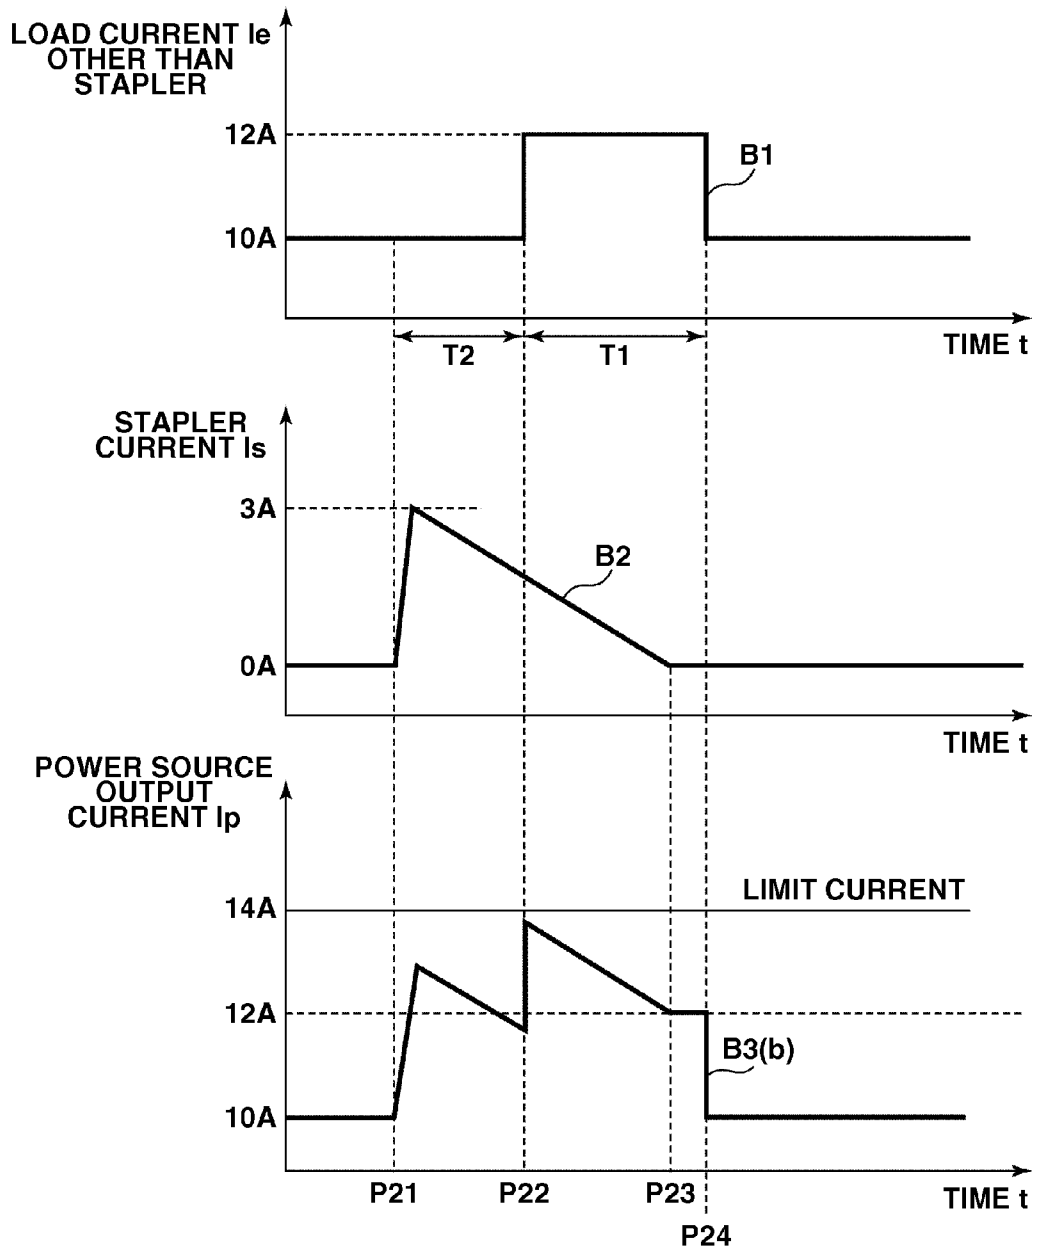 LOAD CURRENT Ie
OTHER THAN
STAPLER
12A
B1
10A
T2
T1
TIME t
STAPLER
CURRENT Is
3A
B2
0A
TIME t
POWER SOURCE
OUTPUT
CURRENT Ip
LIMIT CURRENT
14A
12A
B3(b)
10A
P21
P22
P23
TIME t
P24